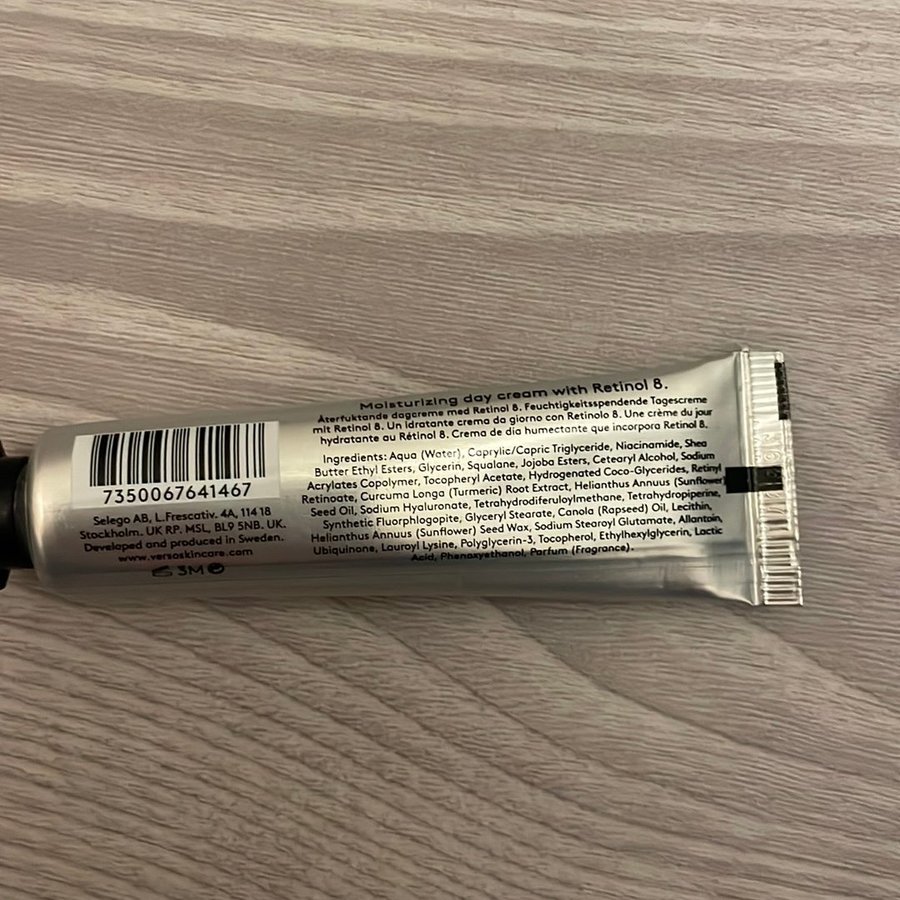 Moisturizing day cream with Retinol 8.
Återfuktande dagcreme med Retinol 8. Feuchtigkeitsspendende Tagescreme
mit Retinol 8. Un idratante crema da giorno con Retinolo 8. Une crème du jour
hydratante au Rétinol 8. Crema de dia humectante que incorpora Retinol 8.
Ingredients: Aqua (Water), Caprylic/Capric Triglyceride, Niacinamide, Shea
Butter Ethyl Esters, Glycerin, Squalane, Jojoba Esters, Cetearyl Alcohol, Sodium
Acrylates Copolymer, Tocopheryl Acetate, Hydrogenated Coco-Glycerides, Retinyl
Retinoate, Curcuma Longa (Turmeric) Root Extract, Helianthus Annuus (Sunflower)
Seed Oil, Sodium Hyaluronate, Tetrahydrodiferuloylmethane, Tetrahydropiperine,
Synthetic Fluorphlogopite, Glyceryl Stearate, Canola (Rapseed) Oil, Lecithin,
Helianthus Annuus (Sunflower) Seed Wax, Sodium Stearoyl Glutamate, Allantoin,
Ubiquinone, Lauroyl Lysine, Polyglycerin-3, Tocopherol, Ethylhexylglycerin, Lactic
Acid, Phenoxyethanol, Parfum (Fragrance).
7350067641467
Selego AB, L.Frescativ. 4A, 114 18
Stockholm. UK RP. MSL, BL9 5NB. UK.
Developed and produced in Sweden.
www.versoskincare.com
3M